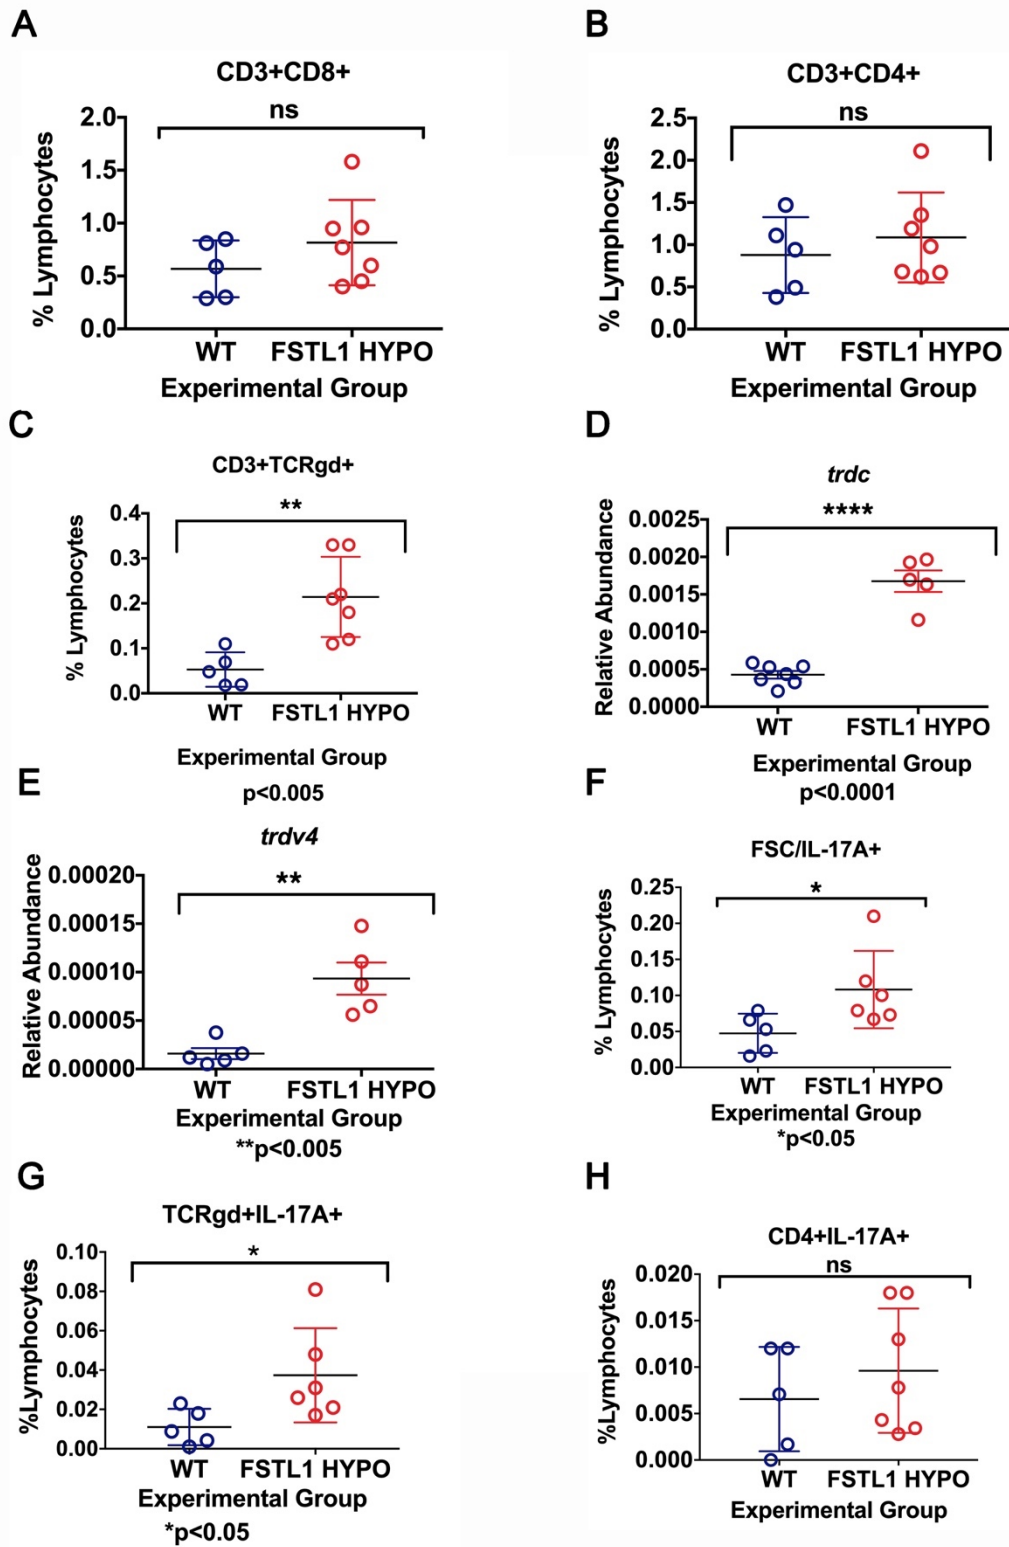 A
CD3+CD8+
ns
% Lymphocytes
2.0
1.5
1.0
0.5
0.0
WT FSTL1 HYPO
Experimental Group
B
CD3+CD4+
ns
% Lymphocytes
2.5
2.0
1.5
1.0
0.5
0.0
WT FSTL1 HYPO
Experimental Group
C
CD3+TCRgd+
**
% Lymphocytes
0.4
0.3
0.2
0.1
0.0
WT FSTL1 HYPO
Experimental Group
p<0.005
D
trdc
****
Relative Abundance
0.0025
0.0020
0.0015
0.0010
0.0005
0.0000
WT FSTL1 HYPO
Experimental Group
p<0.0001
E
trdv4
**
Relative Abundance
0.00020
0.00015
0.00010
0.00005
0.00000
WT FSTL1 HYPO
Experimental Group
**p<0.005
F
FSC/IL-17A+
*
% Lymphocytes
0.25
0.20
0.15
0.10
0.05
0.00
WT FSTL1 HYPO
Experimental Group
*p<0.05
G
TCRgd+IL-17A+
*
%Lymphocytes
0.10
0.08
0.06
0.04
0.02
0.00
WT FSTL1 HYPO
Experimental Group
*p<0.05
H
CD4+IL-17A+
ns
%Lymphocytes
0.020
0.015
0.010
0.005
0.000
WT FSTL1 HYPO
Experimental Group